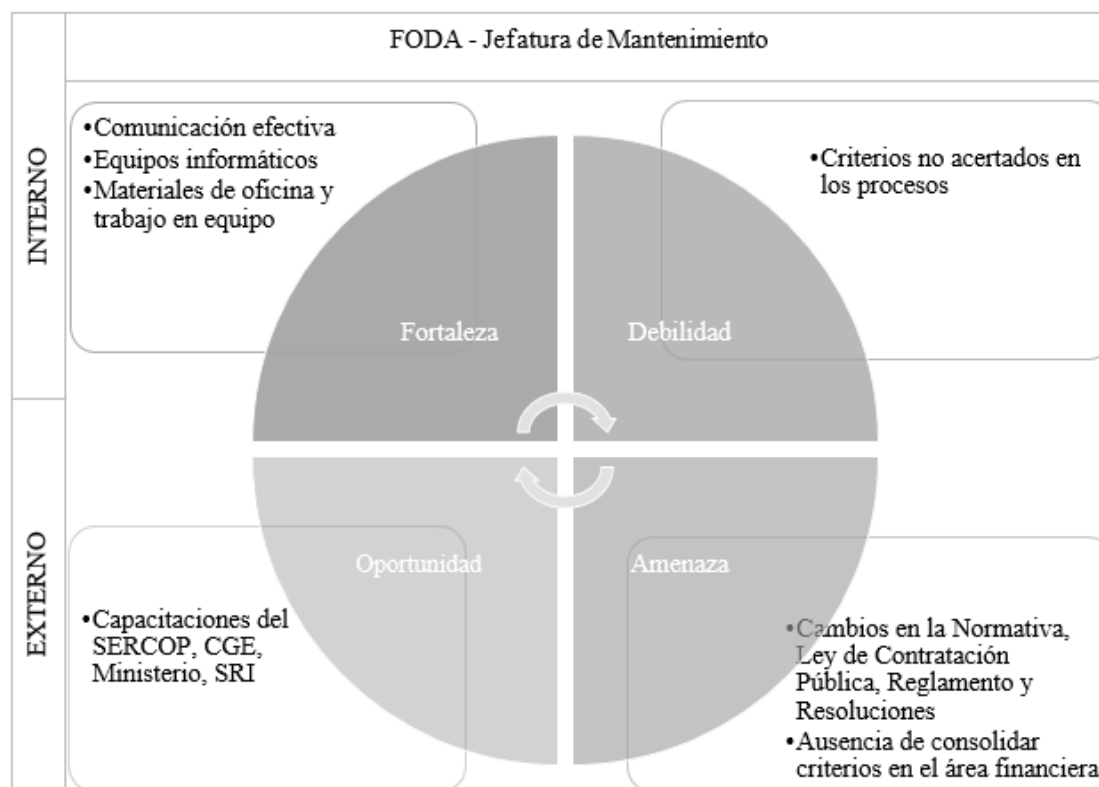 FODA - Jefatura de Mantenimiento
INTERNO
•Comunicación efectiva
•Equipos informáticos
•Materiales de oficina y
trabajo en equipo
•Criterios no acertados en
los procesos
Fortaleza
Debilidad
EXTERNO
Oportunidad
Amenaza
•Capacitaciones del
SERCOP, CGE,
Ministerio, SRI
•Cambios en la Normativa,
Ley de Contratación
Pública, Reglamento y
Resoluciones
•Ausencia de consolidar
criterios en el área financiera